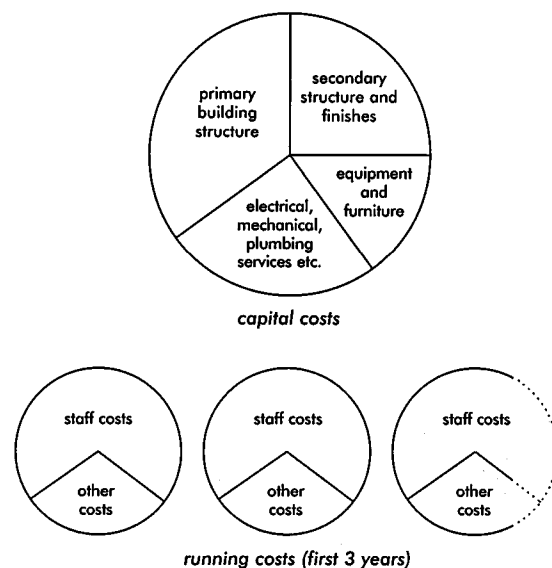 primary
building
structure
secondary
structure and
finishes
equipment
and
furniture
electrical,
mechanical,
plumbing
services etc.
capital costs
staff costs
other
costs
staff costs
other
costs
staff costs
other
costs
running costs (first 3 years)